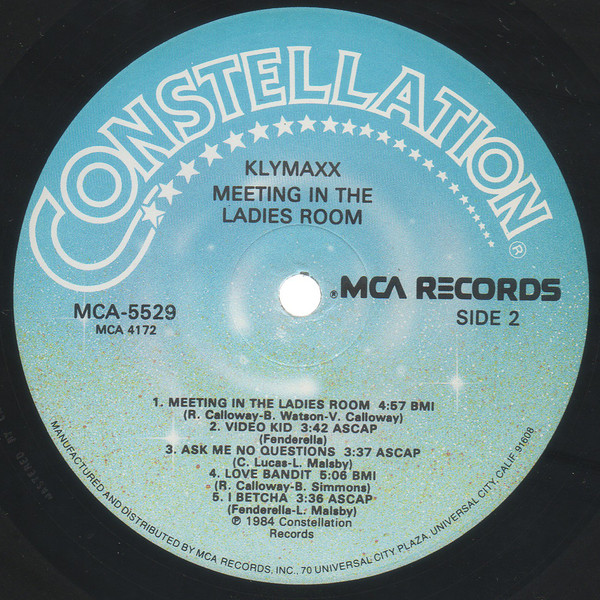 CONSTELLATION®
KLYMAXX
MEETING IN THE
LADIES ROOM
®MCA RECORDS
MCA-5529
MCA 4172
SIDE 2
1. MEETING IN THE LADIES ROOM 4:57 BMI
(R. Calloway-B. Watson-V. Calloway)
2. VIDEO KID 3:42 ASCAP
(Fenderella)
3. ASK ME NO QUESTIONS 3:37 ASCAP
(C. Lucas-L. Malsby)
4. LOVE BANDIT 5:06 BMI
(R. Calloway-B. Simmons)
5. I BETCHA 3:36 ASCAP
(Fenderella-L. Malsby)
℗ 1984 Constellation
Records
MANUFACTURED AND DISTRIBUTED BY MCA RECORDS, INC., 70 UNIVERSAL CITY PLAZA, UNIVERSAL CITY, CALIF. 91608